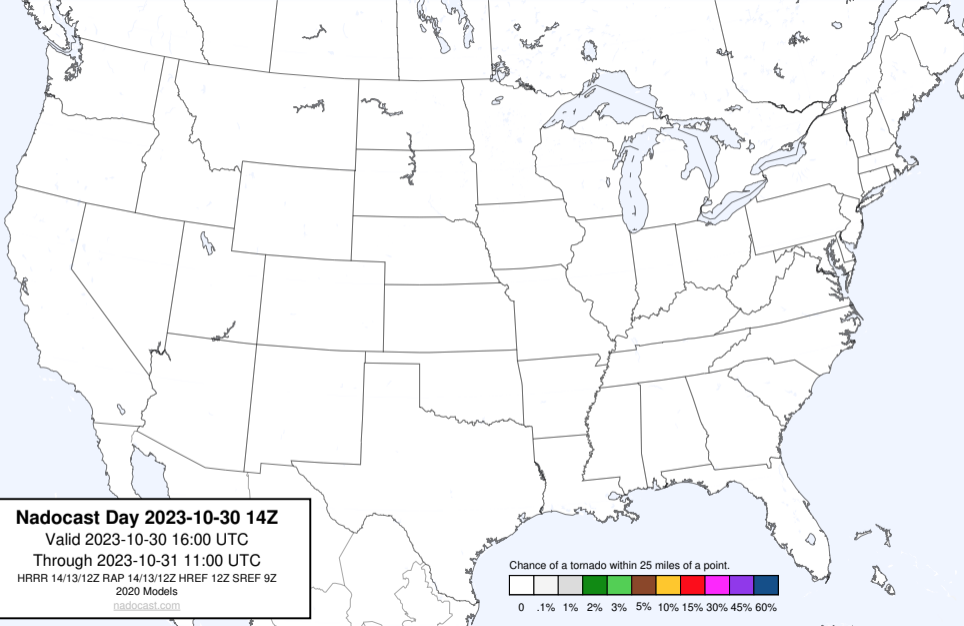 Nadocast Day 2023-10-30 14Z
Valid 2023-10-30 16:00 UTC
Through 2023-10-31 11:00 UTC
HRRR 14/13/12Z RAP 14/13/12Z HREF 12Z SREF 9Z
2020 Models
nadocast.com
Chance of a tornado within 25 miles of a point.
0 .1% 1% 2% 3% 5% 10% 15% 30% 45% 60%